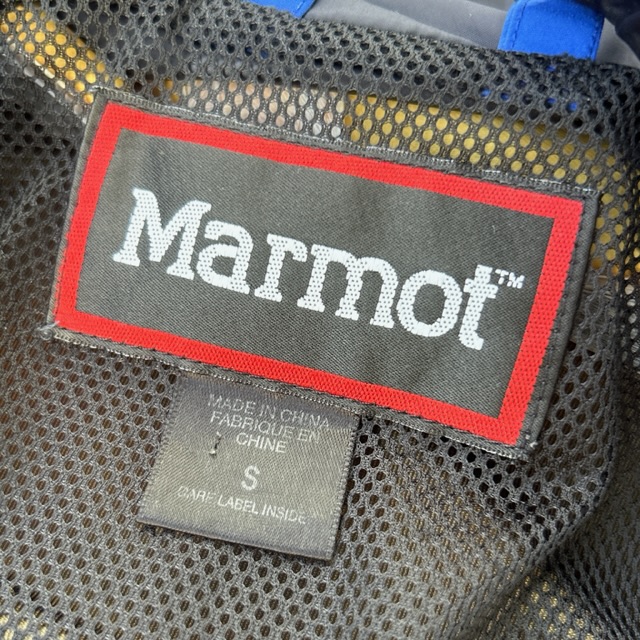 Marmot™
MADE IN CHINA
FABRIQUE EN
CHINE
S
CARE LABEL INSIDE